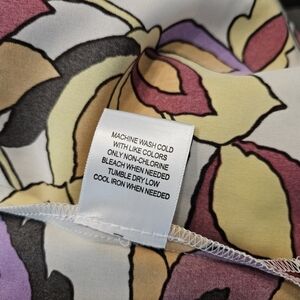 MACHINE WASH COLD
WITH LIKE COLORS
ONLY NON-CHLORINE
BLEACH WHEN NEEDED
TUMBLE DRY LOW
COOL IRON WHEN NEEDED